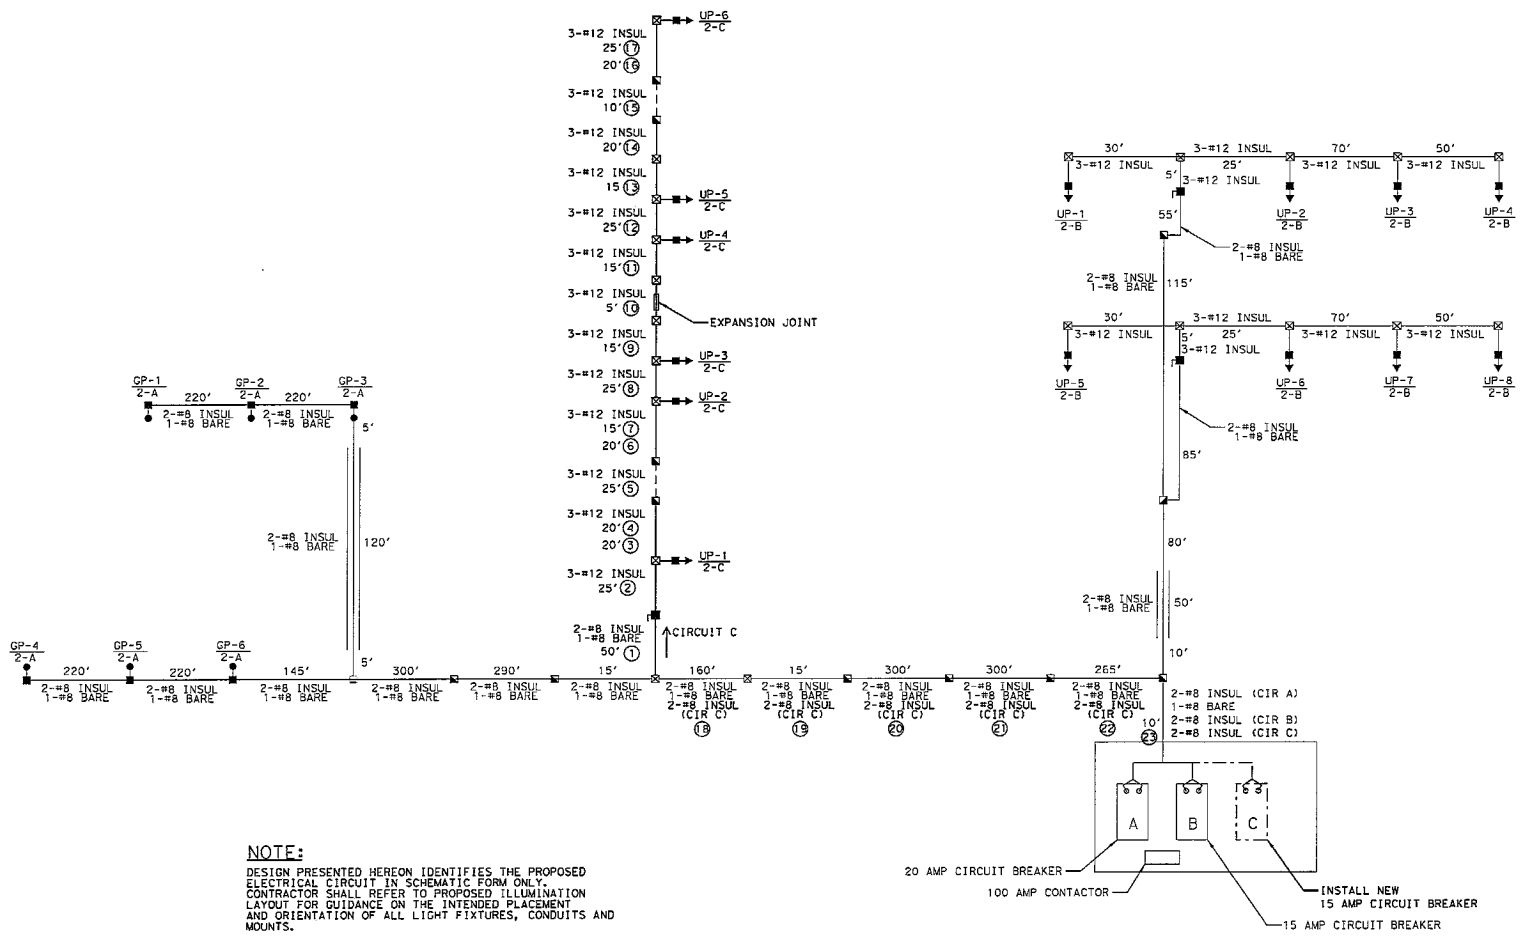 UP-6
2-C
3-#12 INSUL
25' 17
20' 16
3-#12 INSUL
10' 15
3-#12 INSUL
20' 14
3-#12 INSUL
15 13
UP-5
2-C
3-#12 INSUL
25' 12
UP-4
2-C
3-#12 INSUL
15' 11
3-#12 INSUL
5' 10
EXPANSION JOINT
3-#12 INSUL
15' 9
UP-3
2-C
3-#12 INSUL
25' 8
UP-2
2-C
3-#12 INSUL
15' 7
20' 6
3-#12 INSUL
25' 5
3-#12 INSUL
20' 4
20' 3
UP-1
2-C
3-#12 INSUL
25' 2
2-#8 INSUL
1-#8 BARE
50' 1
CIRCUIT C
30'
3-#12 INSUL
70'
50'
3-#12 INSUL
25'
3-#12 INSUL
3-#12 INSUL
5'
3-#12 INSUL
UP-1
2-B
55'
UP-2
2-B
UP-3
2-B
UP-4
2-B
2-#8 INSUL
1-#8 BARE
2-#8 INSUL
1-#8 BARE
115'
30'
3-#12 INSUL
70'
50'
3-#12 INSUL
5'
25'
3-#12 INSUL
3-#12 INSUL
3-#12 INSUL
UP-5
2-B
UP-6
2-B
UP-7
2-B
UP-8
2-B
2-#8 INSUL
1-#8 BARE
85'
80'
2-#8 INSUL
1-#8 BARE
50'
10'
GP-1
2-A
220'
GP-2
2-A
220'
GP-3
2-A
2-#8 INSUL
1-#8 BARE
2-#8 INSUL
1-#8 BARE
5'
2-#8 INSUL
1-#8 BARE
120'
5'
GP-4
2-A
220'
GP-5
2-A
220'
GP-6
2-A
145'
300'
290'
15'
160'
15'
300'
300'
265'
2-#8 INSUL
1-#8 BARE
2-#8 INSUL
1-#8 BARE
2-#8 INSUL
1-#8 BARE
2-#8 INSUL
1-#8 BARE
2-#8 INSUL
1-#8 BARE
2-#8 INSUL
1-#8 BARE
2-#8 INSUL
1-#8 BARE
2-#8 INSUL
(CIR C)
18
2-#8 INSUL
1-#8 BARE
2-#8 INSUL
(CIR C)
19
2-#8 INSUL
1-#8 BARE
2-#8 INSUL
(CIR C)
20
2-#8 INSUL
1-#8 BARE
2-#8 INSUL
(CIR C)
21
2-#8 INSUL
1-#8 BARE
2-#8 INSUL
(CIR C)
22
10'
23
2-#8 INSUL (CIR A)
1-#8 BARE
2-#8 INSUL (CIR B)
2-#8 INSUL (CIR C)
A
B
C
20 AMP CIRCUIT BREAKER
100 AMP CONTACTOR
INSTALL NEW
15 AMP CIRCUIT BREAKER
15 AMP CIRCUIT BREAKER
NOTE:
DESIGN PRESENTED HEREON IDENTIFIES THE PROPOSED
ELECTRICAL CIRCUIT IN SCHEMATIC FORM ONLY.
CONTRACTOR SHALL REFER TO PROPOSED ILLUMINATION
LAYOUT FOR GUIDANCE ON THE INTENDED PLACEMENT
AND ORIENTATION OF ALL LIGHT FIXTURES, CONDUITS AND
MOUNTS.